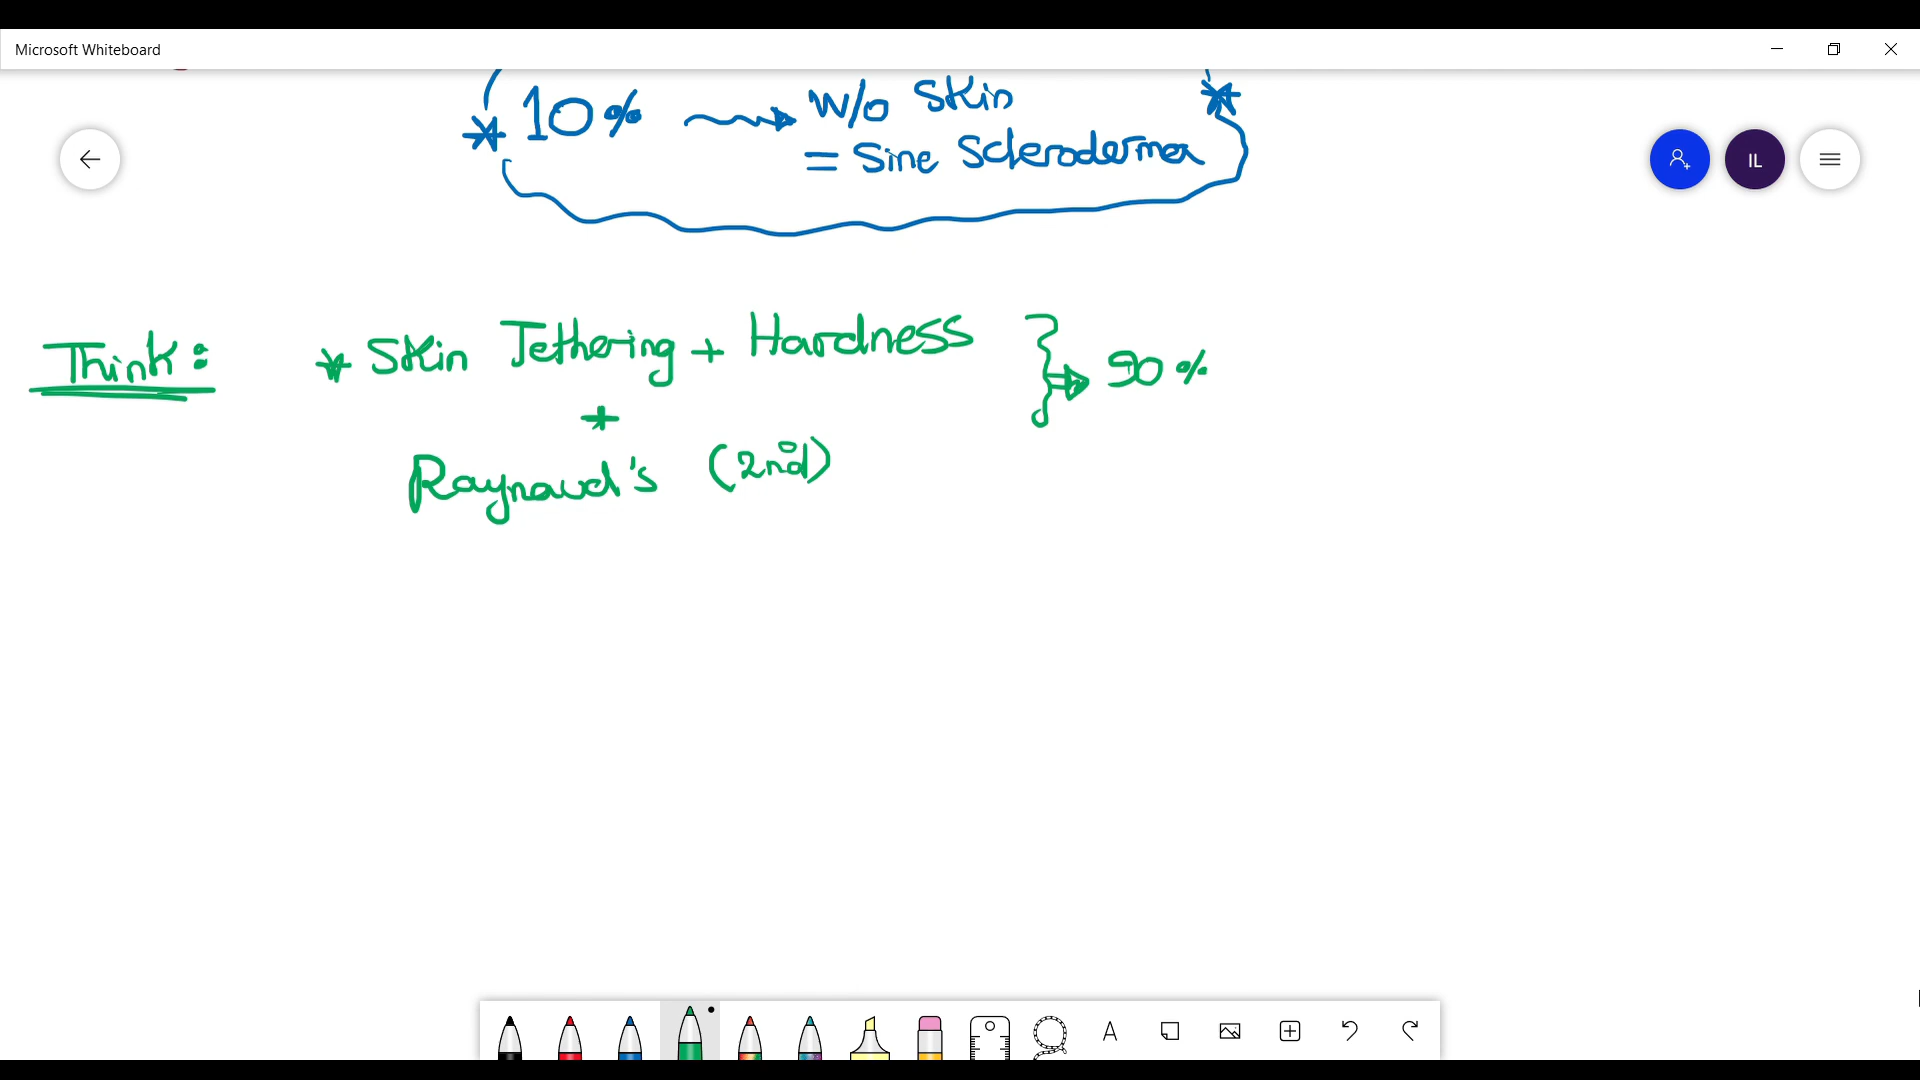 Microsoft Whiteboard
* 10% → w/o Skin *
= Sine Scleroderma
IL
Think: * Skin Tethering + Hardness } → 90%
+
Raynaud's (2nd)
A